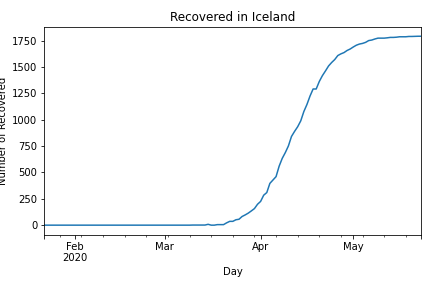 Recovered in Iceland
1750
1500
1250
1000
750
500
250
0
Number of Recovered
Feb
2020
Mar
Apr
May
Day